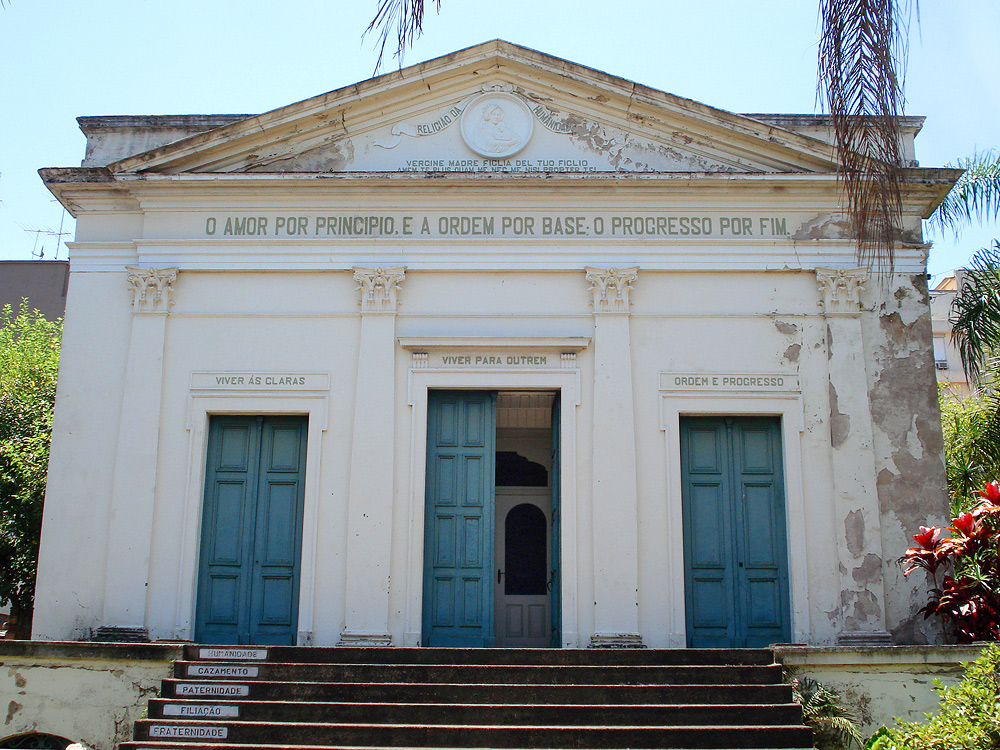 RELIGIÃO DA HUMANIDADE
VERGINE MADRE FIGLIA DEL TUO FIGLIO
AMEM TE PLUS QUAM ME NEC ME NISI PROPTER TE!
O AMOR POR PRINCIPIO, E A ORDEM POR BASE; O PROGRESSO POR FIM.
VIVER PARA OUTREM
VIVER ÁS CLARAS
ORDEM E PROGRESSO
HUMANIDADE
CAZAMENTO
PATERNIDADE
FILIAÇÃO
FRATERNIDADE